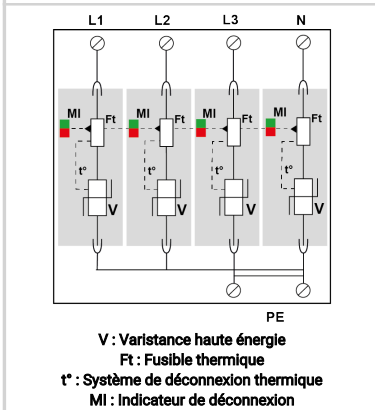 L1 L2 L3 N
MI Ft MI Ft MI Ft MI Ft
t° t° t° t°
V V V V
PE
V : Varistance haute énergie
Ft : Fusible thermique
t° : Système de déconnexion thermique
MI : Indicateur de déconnexion